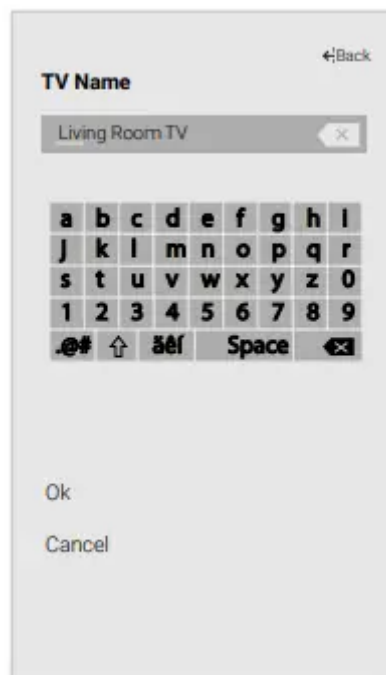 Back
TV Name
Living Room TV
a b c d e f g h i
j k l m n o p q r
s t u v w x y z 0
1 2 3 4 5 6 7 8 9
.@# äêí Space
Ok
Cancel